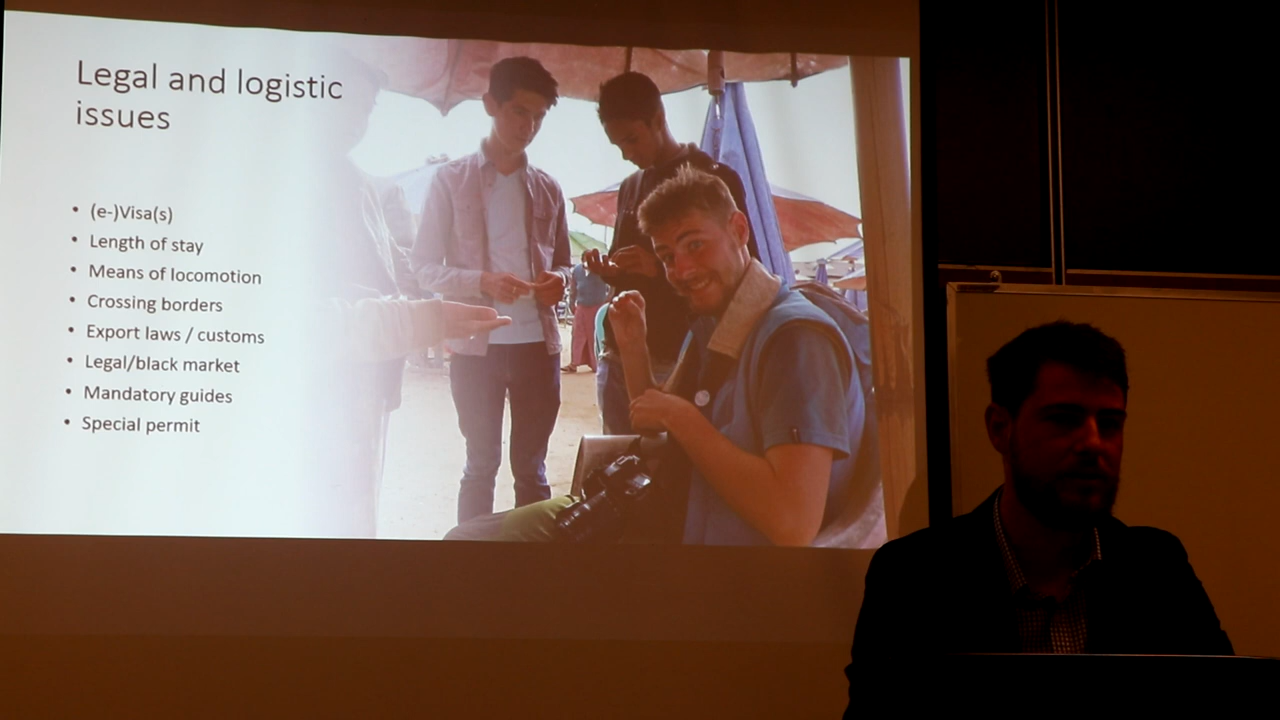 Legal and logistic
issues
• (e-)Visa(s)
• Length of stay
• Means of locomotion
• Crossing borders
• Export laws / customs
• Legal/black market
• Mandatory guides
• Special permit